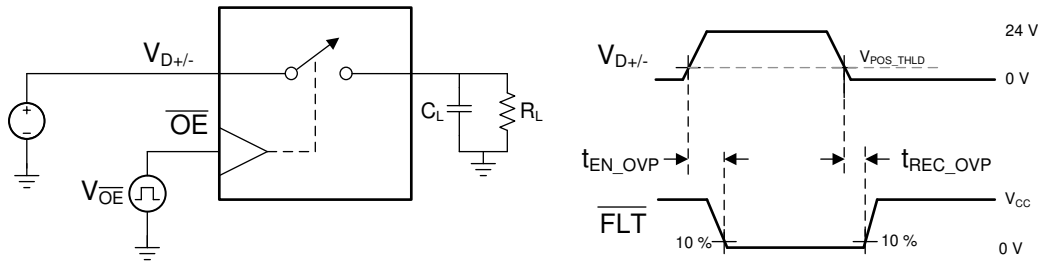 V_D+/-
OE
V_OE
C_L
R_L
+
-
V_D+/-
24 V
V_POS_THLD
0 V
t_EN_OVP
t_REC_OVP
FLT
V_CC
10 %
10 %
0 V